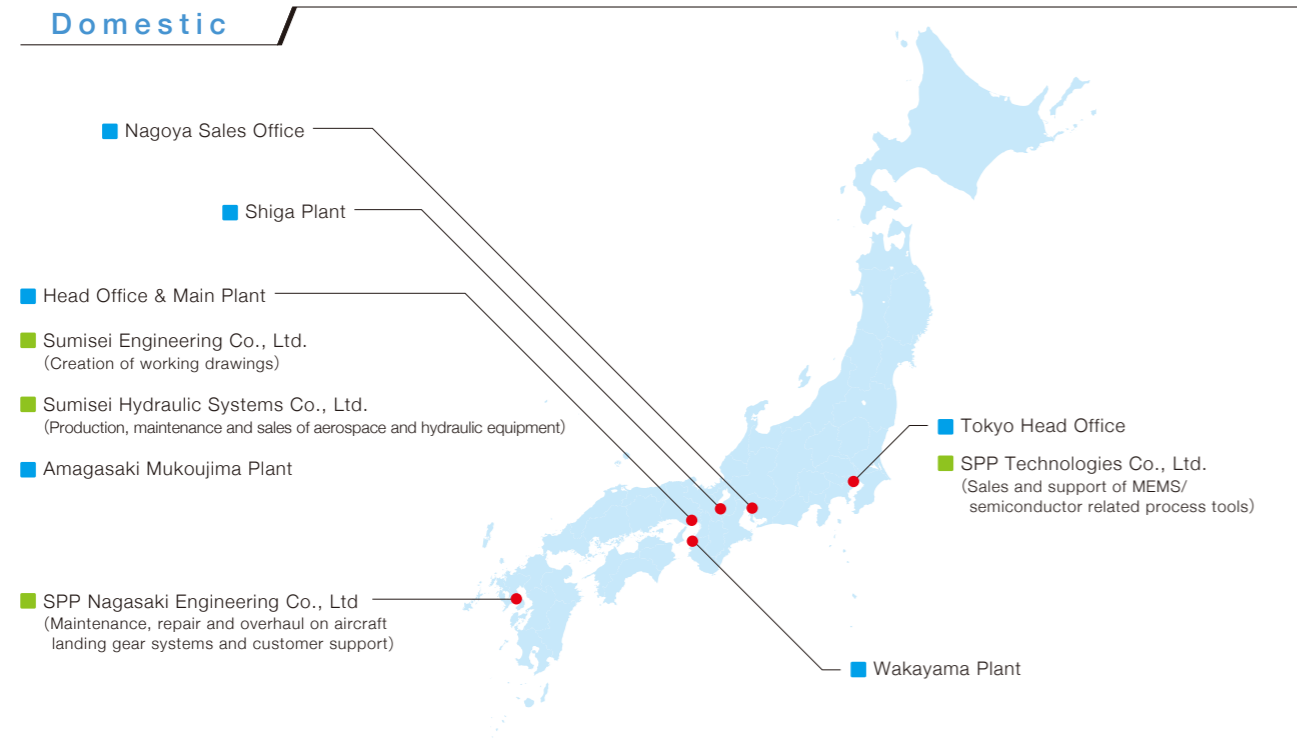 Domestic
Nagoya Sales Office
Shiga Plant
Head Office & Main Plant
Sumisei Engineering Co., Ltd.
(Creation of working drawings)
Sumisei Hydraulic Systems Co., Ltd.
(Production, maintenance and sales of aerospace and hydraulic equipment)
Amagasaki Mukoujima Plant
SPP Nagasaki Engineering Co., Ltd
(Maintenance, repair and overhaul on aircraft
landing gear systems and customer support)
Tokyo Head Office
SPP Technologies Co., Ltd.
(Sales and support of MEMS/
semiconductor related process tools)
Wakayama Plant